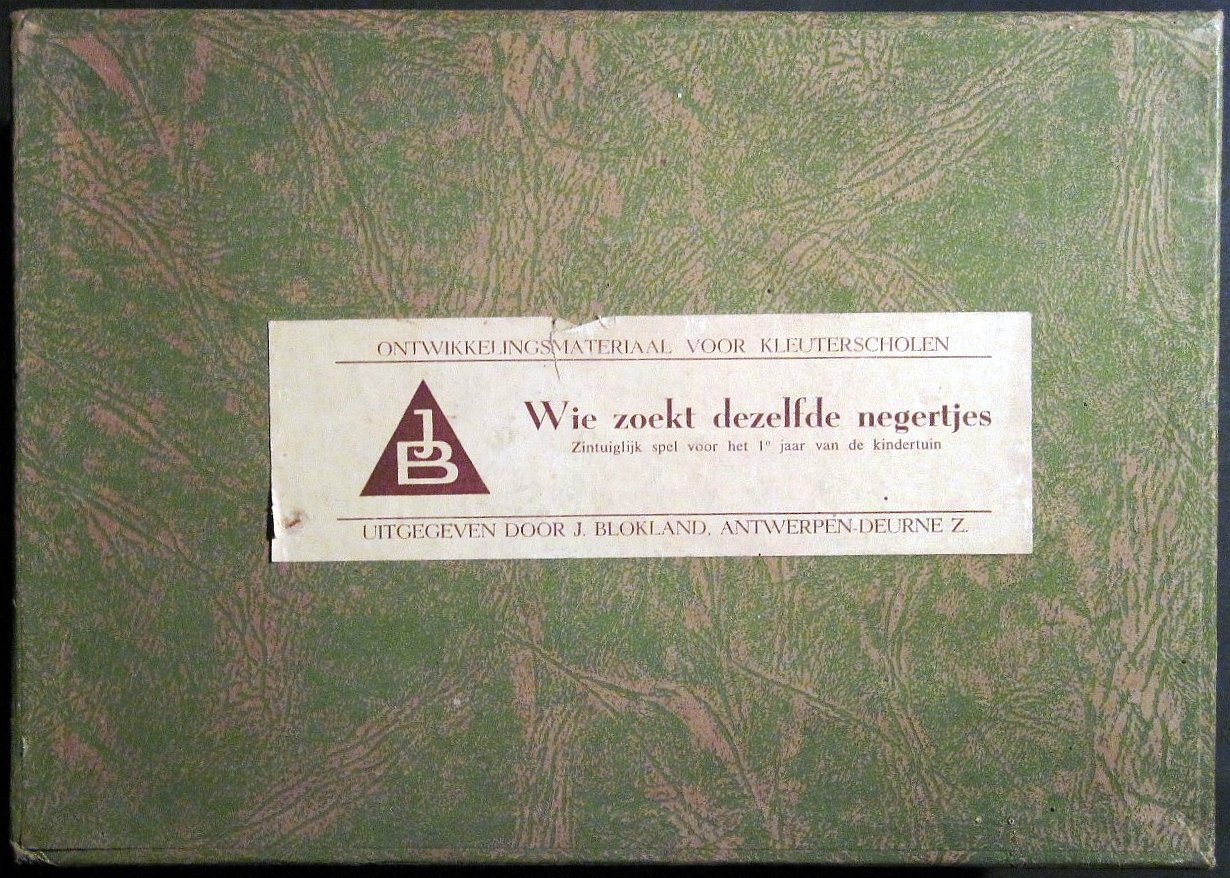 ONTWIKKELINGSMATERIAAL VOOR KLEUTERSCHOLEN
JB
Wie zoekt dezelfde negertjes
Zintuiglijk spel voor het 1e jaar van de kindertuin
UITGEGEVEN DOOR J. BLOKLAND, ANTWERPEN-DEURNE Z.